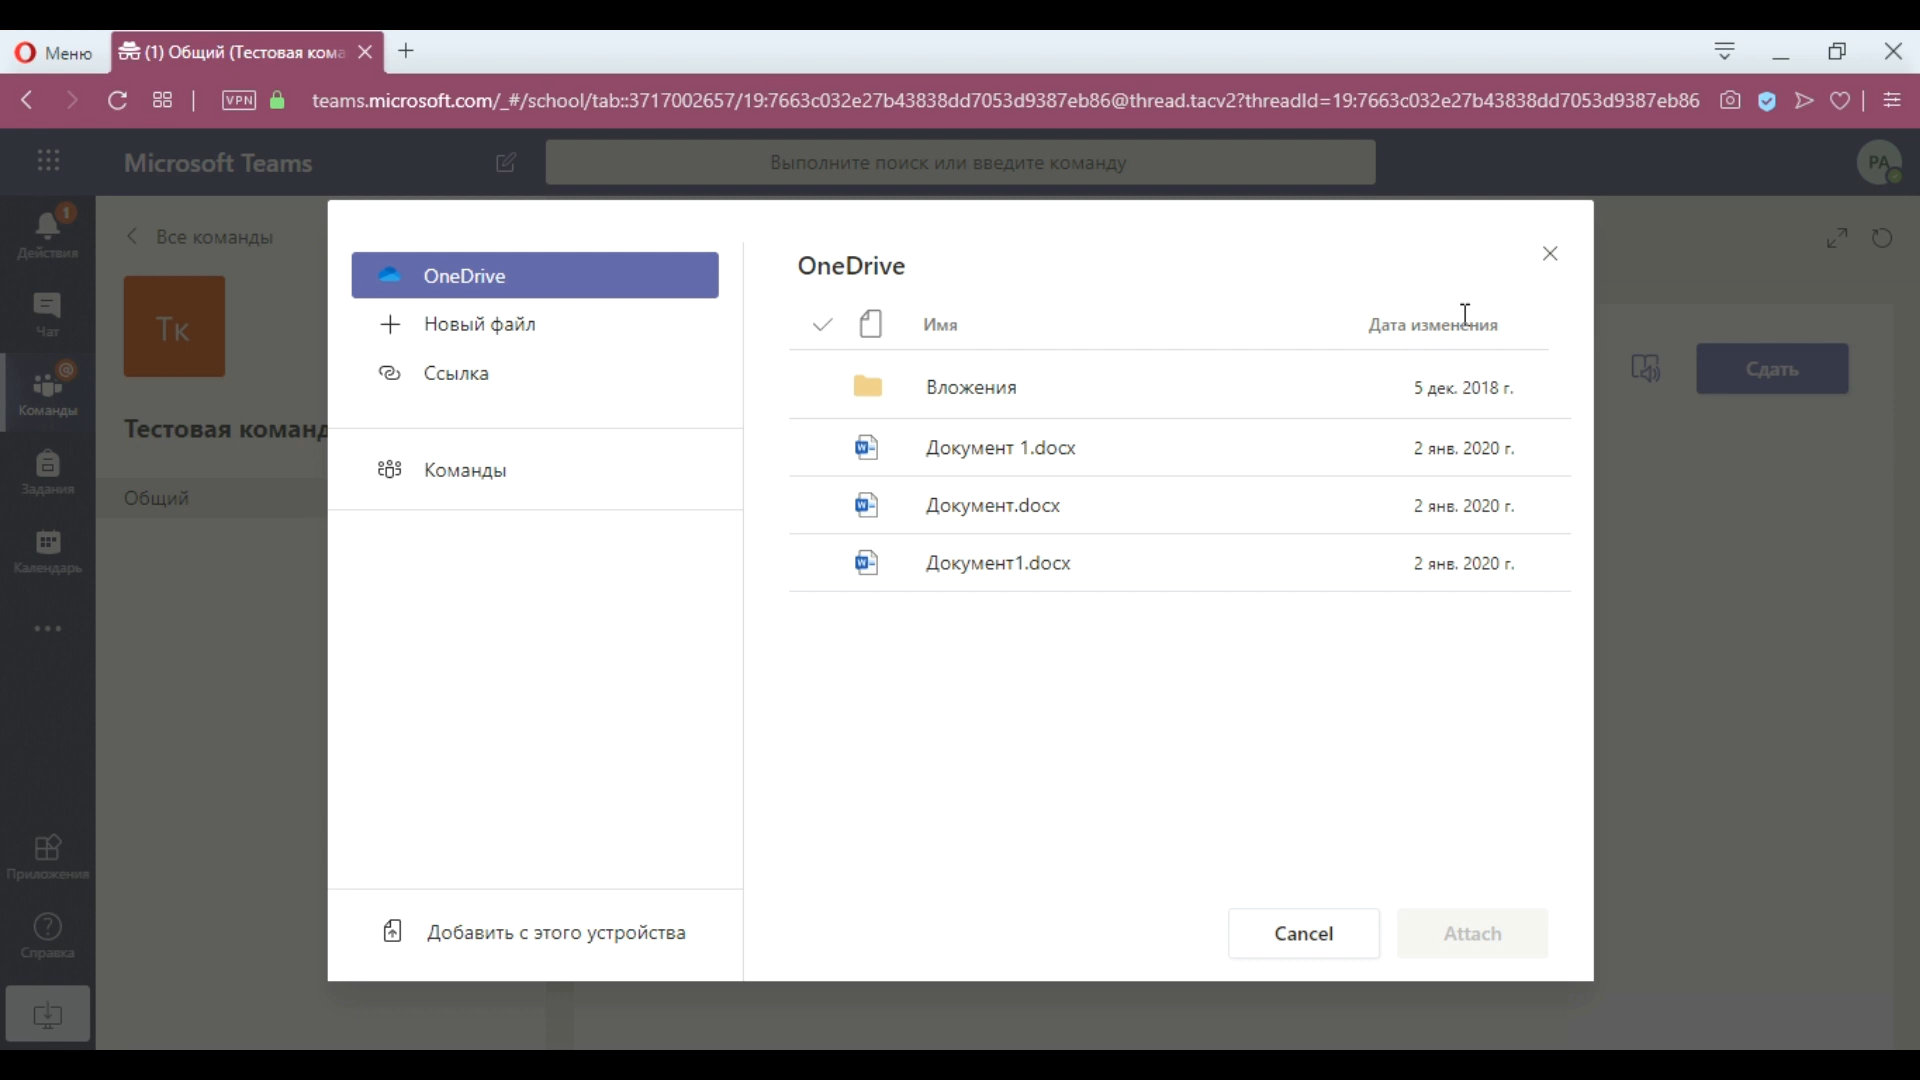 Меню
(1) Общий (Тестовая кома
VPN
teams.microsoft.com/_#/school/tab::3717002657/19:7663c032e27b43838dd7053d9387eb86@thread.tacv2?threadId=19:7663c032e27b43838dd7053d9387eb86
Microsoft Teams
Выполните поиск или введите команду
PA
1
Действия
Чат
Команды
Задания
Календарь
Приложения
Справка
Все команды
Тк
Тестовая команд
Общий
OneDrive
Новый файл
Ссылка
Команды
Добавить с этого устройства
OneDrive
Имя
Дата изменения
Вложения
5 дек. 2018 г.
Документ 1.docx
2 янв. 2020 г.
Документ.docx
2 янв. 2020 г.
Документ1.docx
2 янв. 2020 г.
Cancel
Attach
Сдать